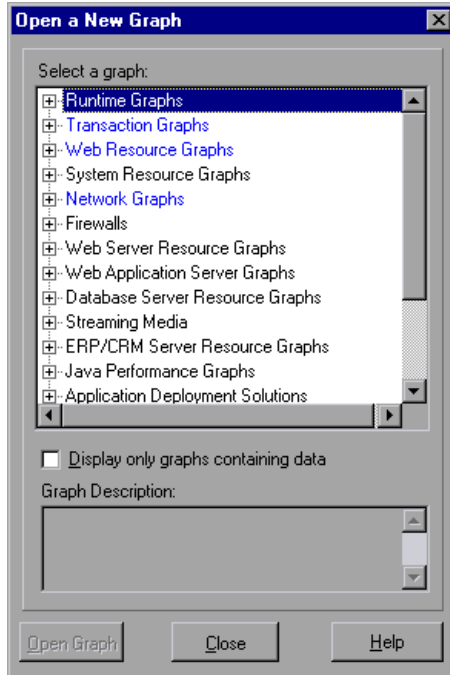 Open a New Graph
Select a graph:
Runtime Graphs
Transaction Graphs
Web Resource Graphs
System Resource Graphs
Network Graphs
Firewalls
Web Server Resource Graphs
Web Application Server Graphs
Database Server Resource Graphs
Streaming Media
ERP/CRM Server Resource Graphs
Java Performance Graphs
Application Deployment Solutions
Display only graphs containing data
Graph Description:
Open Graph Close Help